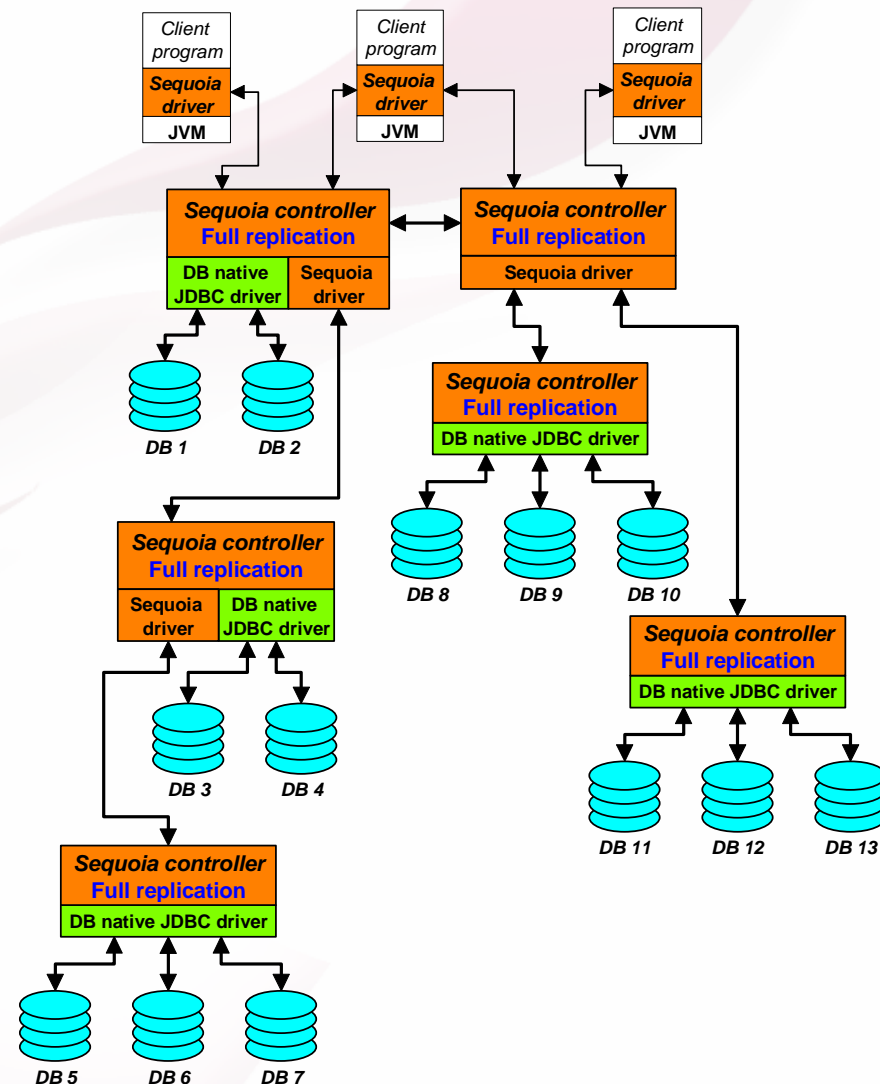 Client
program
Sequoia
driver
JVM
Client
program
Sequoia
driver
JVM
Client
program
Sequoia
driver
JVM
Sequoia controller
Full replication
DB native
JDBC driver
Sequoia
driver
Sequoia controller
Full replication
Sequoia driver
DB 1
DB 2
Sequoia controller
Full replication
DB native JDBC driver
DB 8
DB 9
DB 10
Sequoia controller
Full replication
Sequoia
driver
DB native
JDBC driver
DB 3
DB 4
Sequoia controller
Full replication
DB native JDBC driver
DB 11
DB 12
DB 13
Sequoia controller
Full replication
DB native JDBC driver
DB 5
DB 6
DB 7